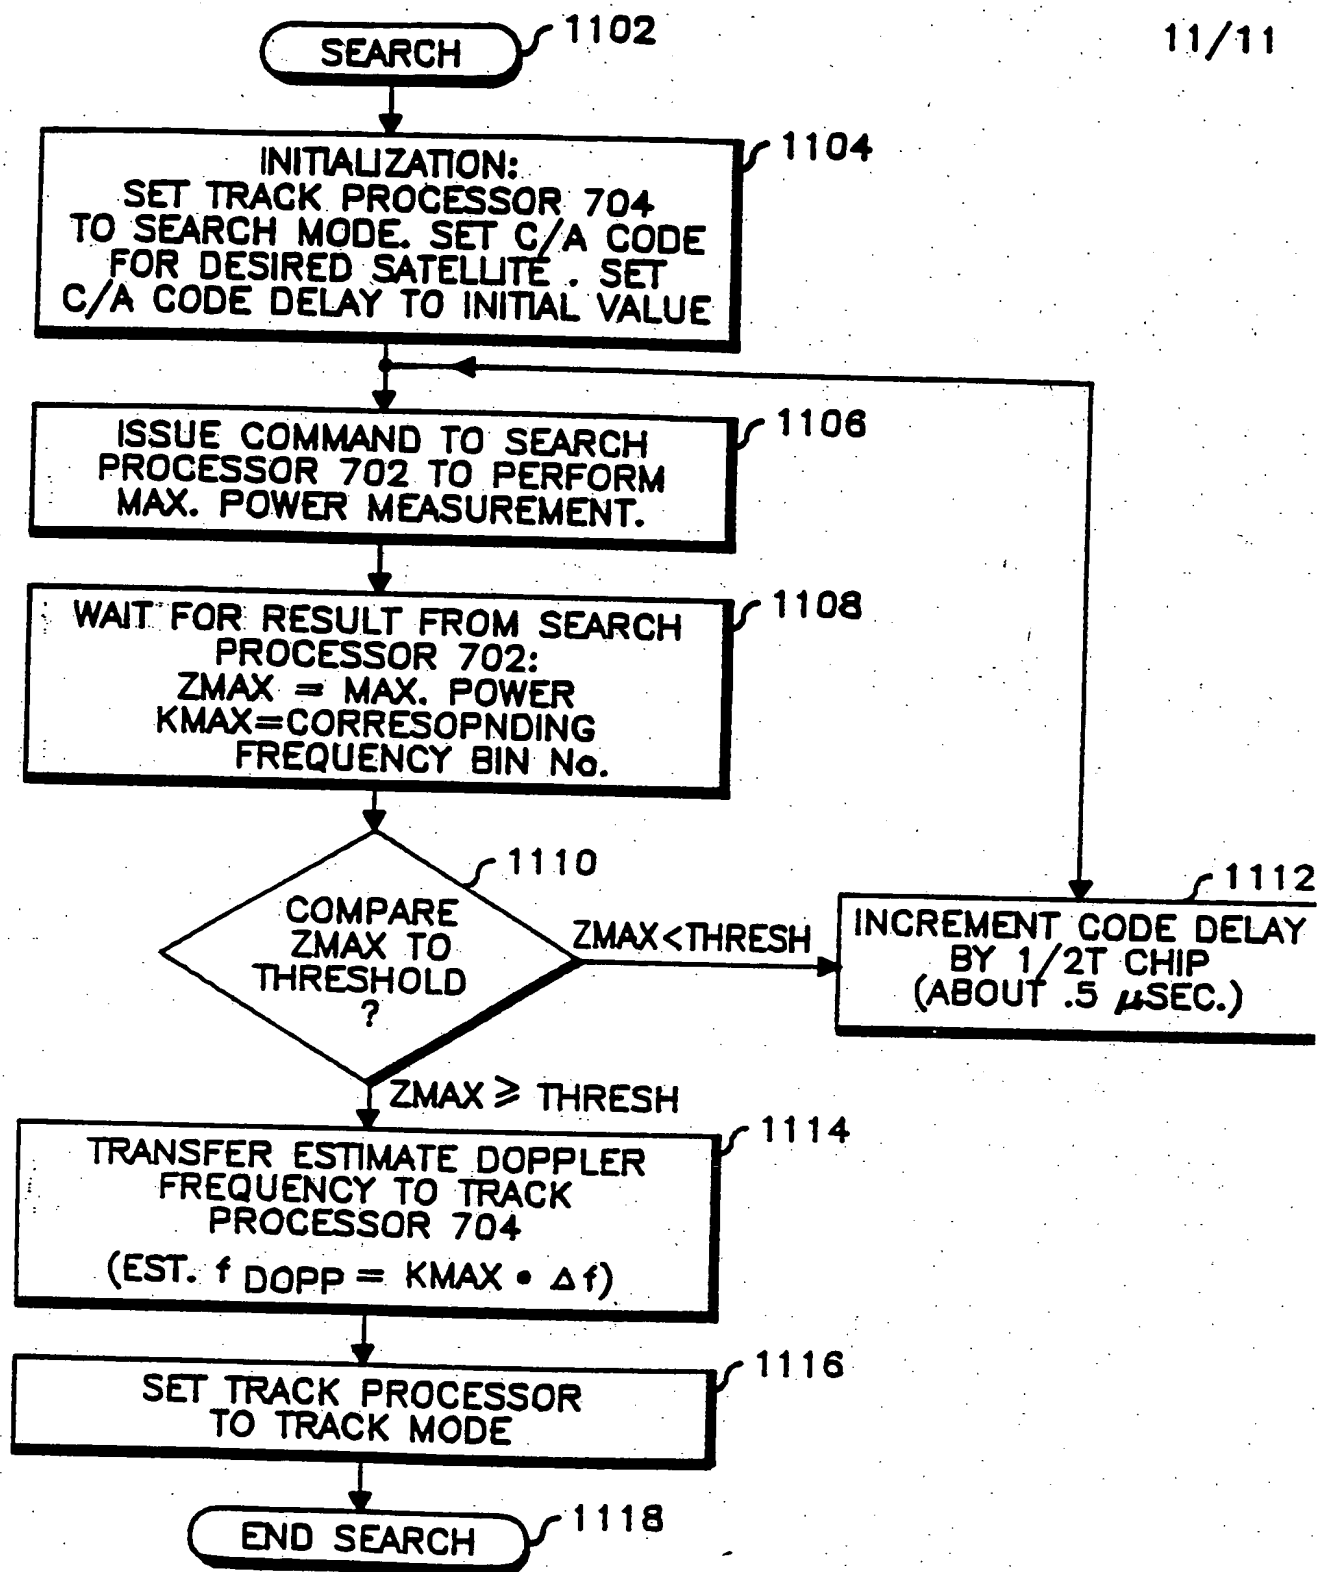 11/11
SEARCH
1102
INITIALIZATION:
SET TRACK PROCESSOR 704
TO SEARCH MODE. SET C/A CODE
FOR DESIRED SATELLITE . SET
C/A CODE DELAY TO INITIAL VALUE
1104
ISSUE COMMAND TO SEARCH
PROCESSOR 702 TO PERFORM
MAX. POWER MEASUREMENT.
1106
WAIT FOR RESULT FROM SEARCH
PROCESSOR 702:
ZMAX = MAX. POWER
KMAX=CORRESOPNDING
FREQUENCY BIN No.
1108
COMPARE
ZMAX TO
THRESHOLD
?
1110
ZMAX<THRESH
INCREMENT CODE DELAY
BY 1/2T CHIP
(ABOUT .5 μSEC.)
1112
ZMAX ⩾ THRESH
TRANSFER ESTIMATE DOPPLER
FREQUENCY TO TRACK
PROCESSOR 704
(EST. f DOPP = KMAX • Δf)
1114
SET TRACK PROCESSOR
TO TRACK MODE
1116
END SEARCH
1118